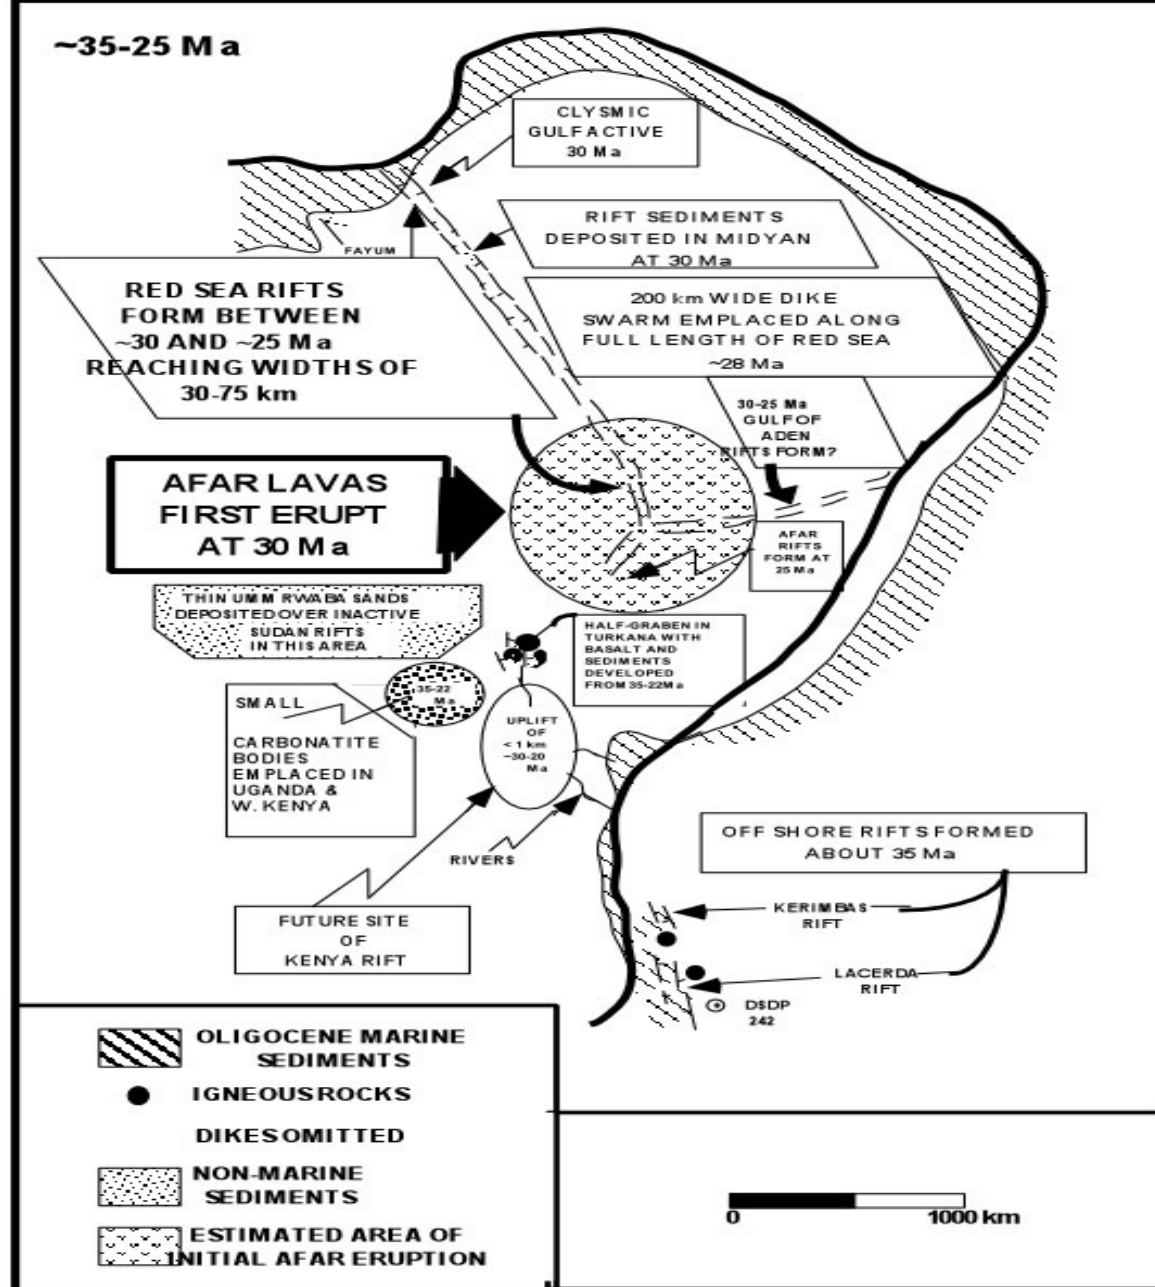 ~35-25 Ma
CLYSMIC
GULF ACTIVE
30 Ma
RIFT SEDIMENTS
DEPOSITED IN MIDYAN
AT 30 Ma
FAYUM
RED SEA RIFTS
FORM BETWEEN
~30 AND ~25 Ma
REACHING WIDTHS OF
30-75 km
200 km WIDE DIKE
SWARM EMPLACED ALONG
FULL LENGTH OF RED SEA
~28 Ma
30-25 Ma
GULF OF
ADEN
RIFTS FORM?
AFAR LAVAS
FIRST ERUPT
AT 30 Ma
AFAR
RIFTS
FORM AT
25 Ma
THIN UMM RWABA SANDS
DEPOSITED OVER INACTIVE
SUDAN RIFTS
IN THIS AREA
HALF-GRABEN IN
TURKANA WITH
BASALT AND
SEDIMENTS
DEVELOPED
FROM 35-22Ma
35-22
Ma
SMALL
CARBONATITE
BODIES
EMPLACED IN
UGANDA &
W. KENYA
UPLIFT
OF
< 1 km
~30-20
Ma
RIVERS
OFF SHORE RIFTS FORMED
ABOUT 35 Ma
FUTURE SITE
OF
KENYA RIFT
KERIMBAS
RIFT
LACERDA
RIFT
DSDP
242
OLIGOCENE MARINE
SEDIMENTS
IGNEOUS ROCKS
DIKES OMITTED
NON-MARINE
SEDIMENTS
ESTIMATED AREA OF
INITIAL AFAR ERUPTION
0 1000 km